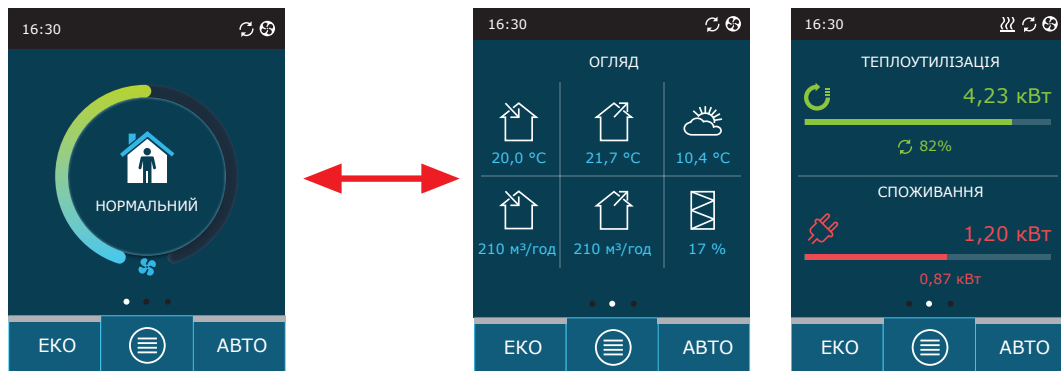 16:30
НОРМАЛЬНИЙ
ЕКО
АВТО
16:30
ОГЛЯД
20,0 °C 21,7 °C 10,4 °C
210 м³/год 210 м³/год 17 %
ЕКО
АВТО
16:30
ТЕПЛОУТИЛІЗАЦІЯ
4,23 кВт
82%
СПОЖИВАННЯ
1,20 кВт
0,87 кВт
ЕКО
АВТО